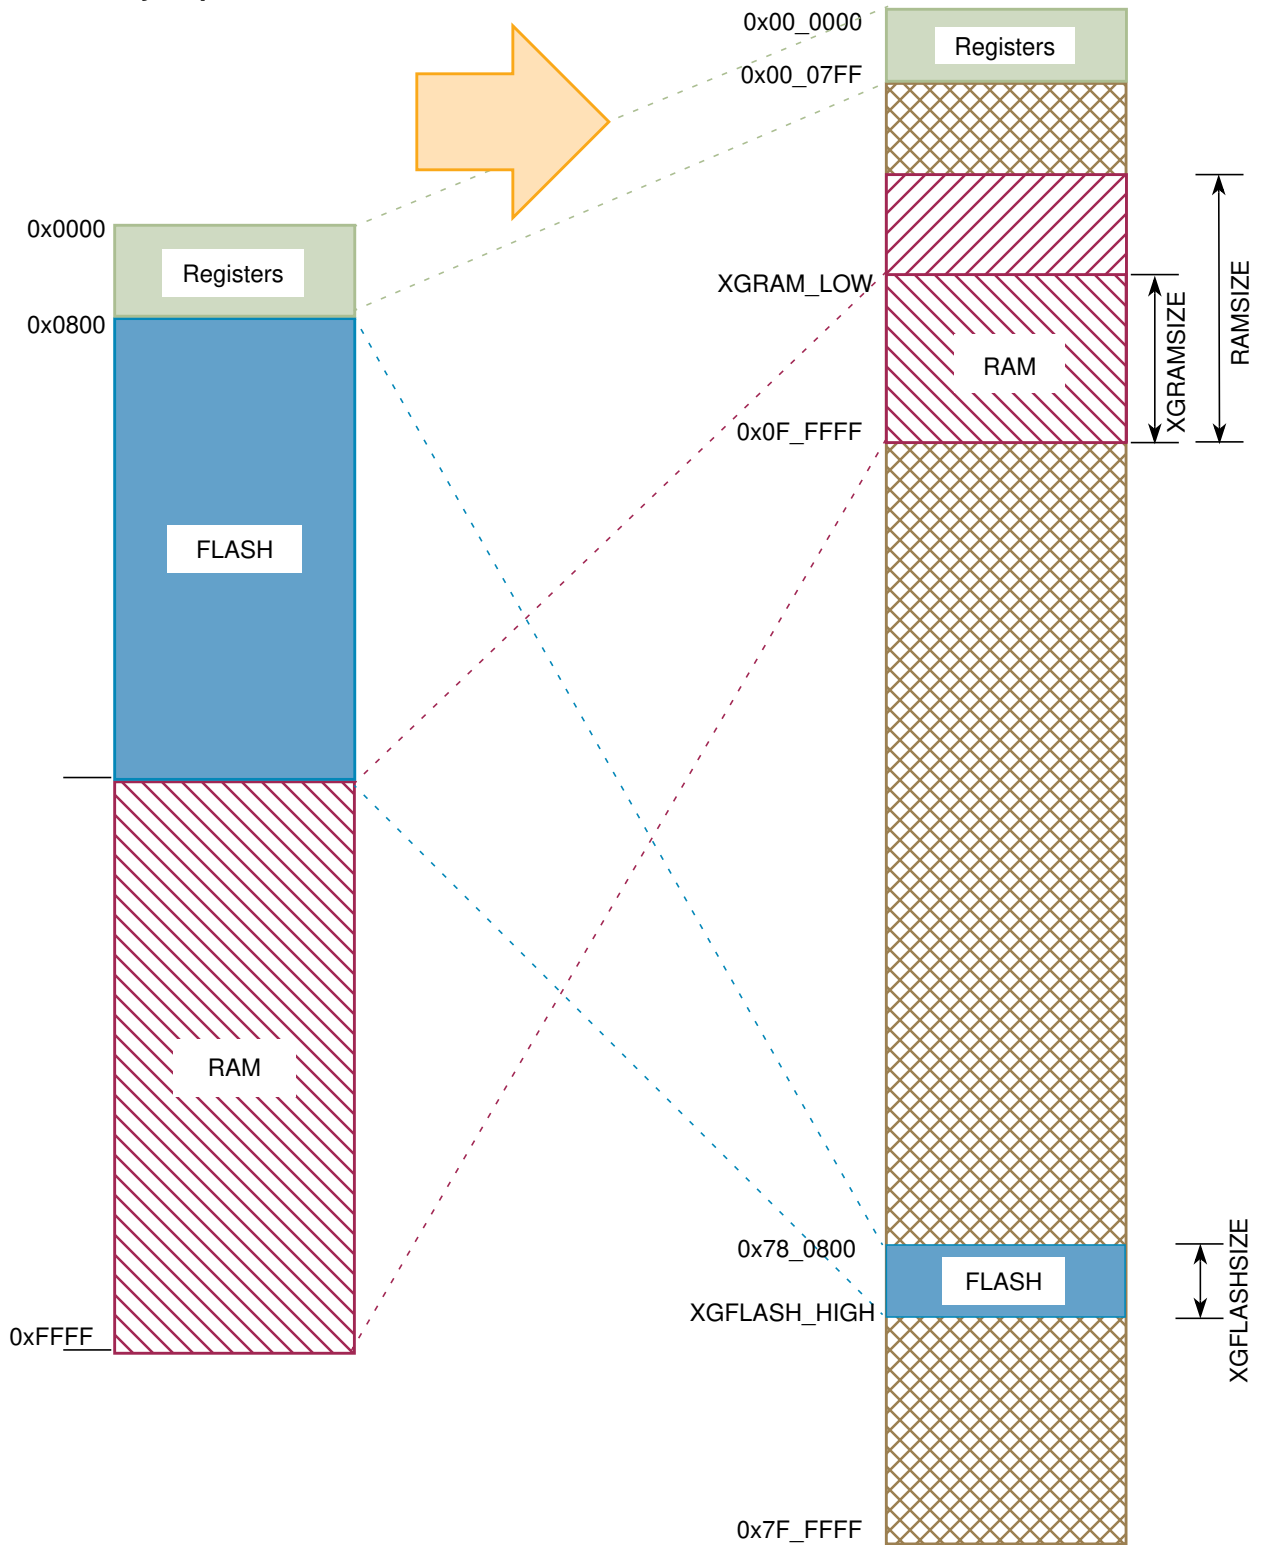 0x0000
Registers
0x0800
FLASH
RAM
0xFFFF
0x00_0000
Registers
0x00_07FF
XGRAM_LOW
RAM
0x0F_FFFF
XGRAMSIZE
RAMSIZE
0x78_0800
FLASH
XGFLASH_HIGH
XGFLASHSIZE
0x7F_FFFF